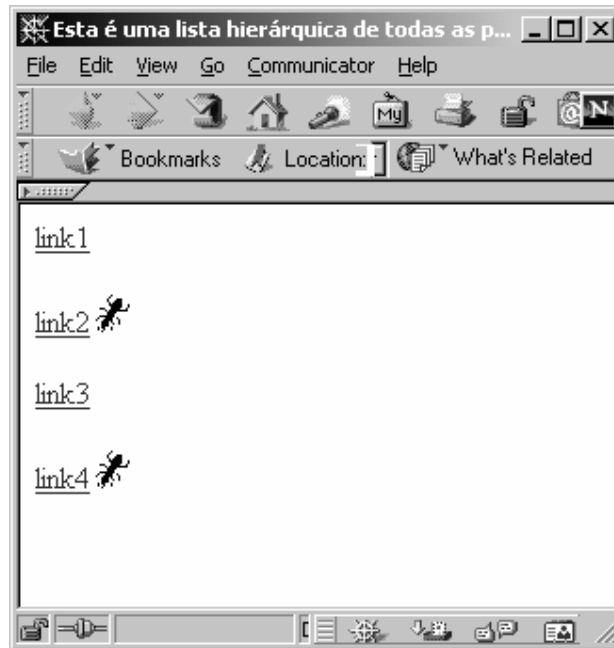 Esta é uma lista hierárquica de todas as p...
File Edit View Go Communicator Help
My N
Bookmarks Location: What's Related
link1
link2
link3
link4